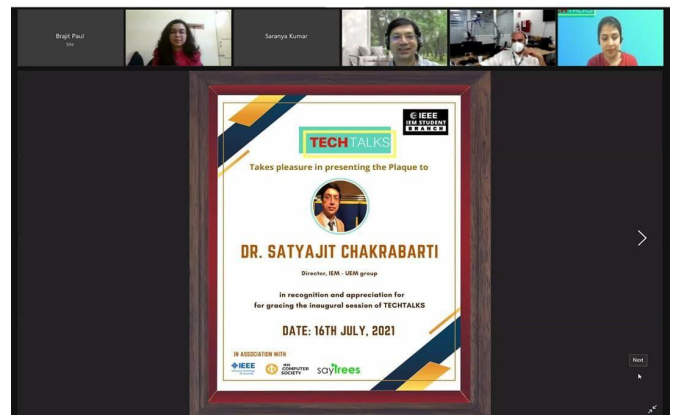 Brajit Paul
Saranya Kumar
IEEE
IEM STUDENT
BRANCH
TECHTALKS
Takes pleasure in presenting the Plaque to
DR. SATYAJIT CHAKRABARTI
Director, IEM - UEM group
in recognition and appreciation for
for gracing the inaugural session of TECHTALKS
DATE: 16TH JULY, 2021
IN ASSOCIATION WITH
IEEE
IEEE
COMPUTER
SOCIETY
sayTrees
Next